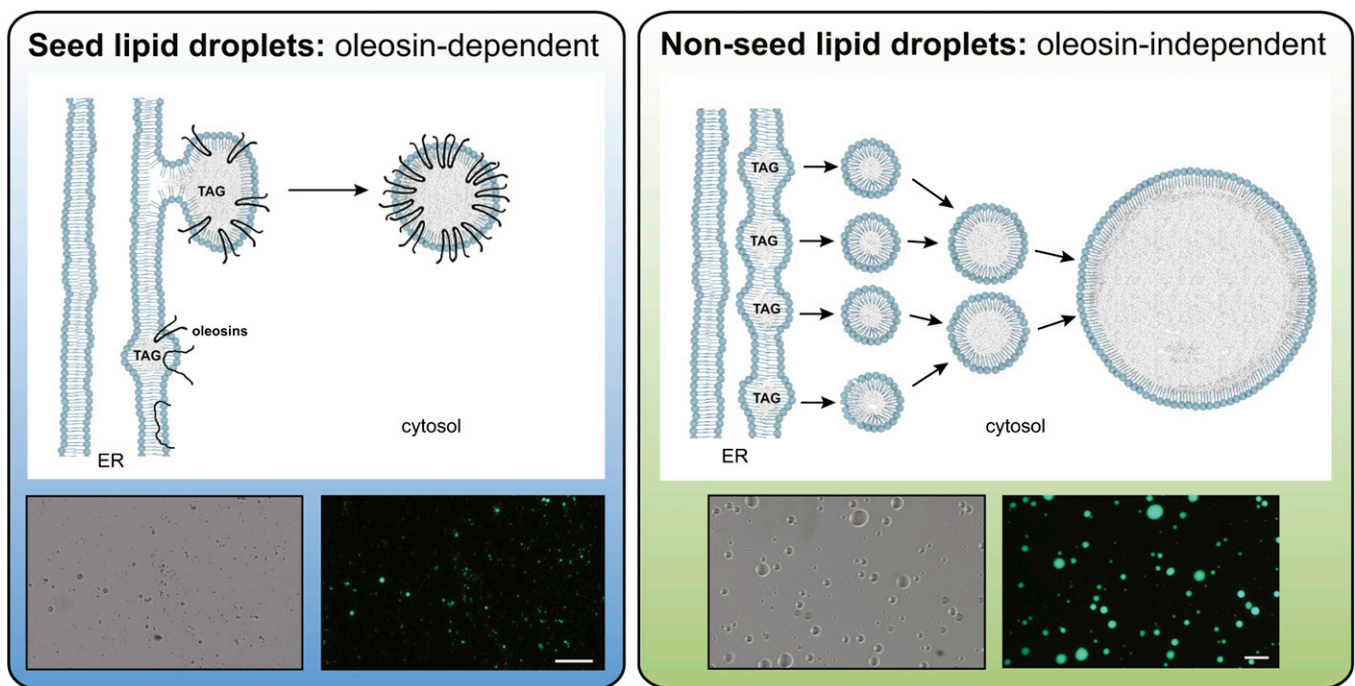 Seed lipid droplets: oleosin-dependent
TAG
oleosins
TAG
cytosol
ER
Non-seed lipid droplets: oleosin-independent
TAG
TAG
TAG
TAG
cytosol
ER